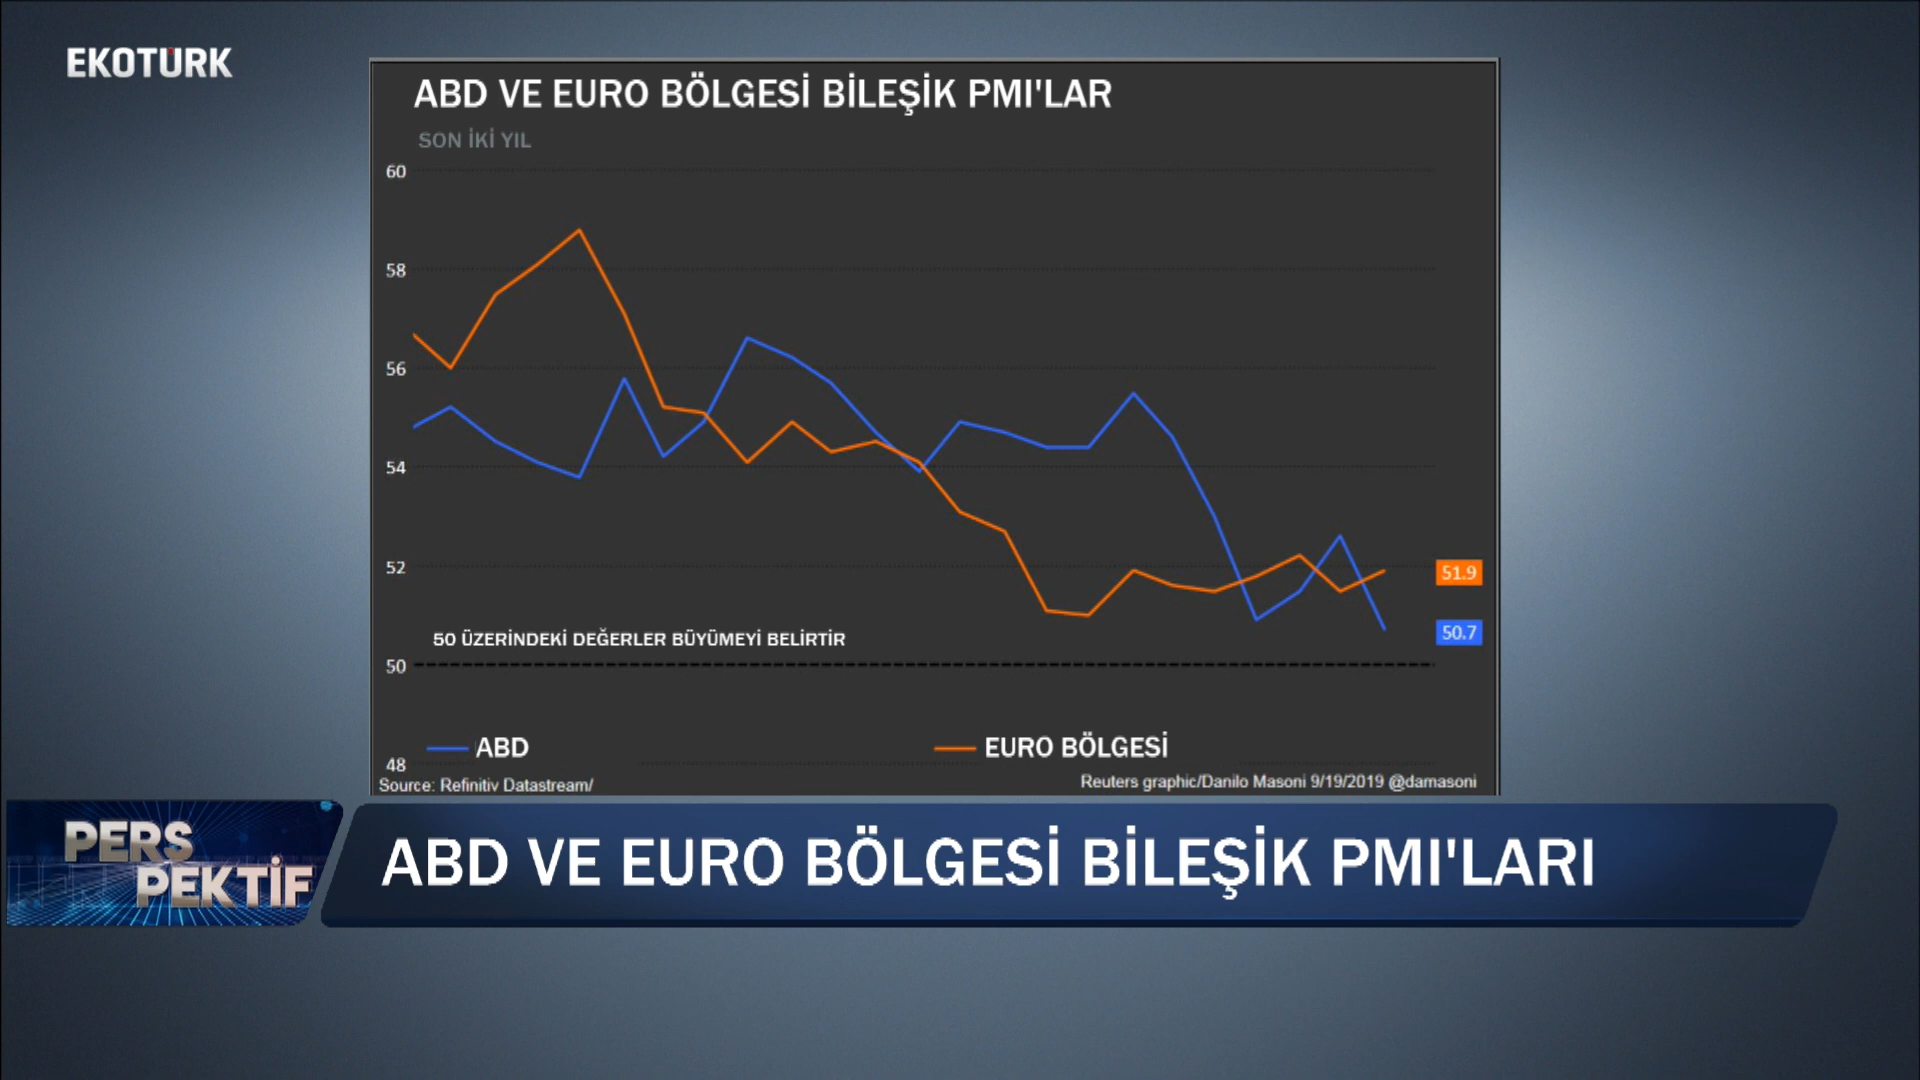 EKOTÜRK
ABD VE EURO BÖLGESİ BİLEŞİK PMI'LAR
SON İKİ YIL
60
58
56
54
52
51.9
50.7
50 ÜZERİNDEKİ DEĞERLER BÜYÜMEYİ BELİRTİR
50
ABD
EURO BÖLGESİ
48
Source: Refinitiv Datastream/
Reuters graphic/Danilo Masoni 9/19/2019 @damasoni
PERS
PEKTİF
ABD VE EURO BÖLGESİ BİLEŞİK PMI'LARI